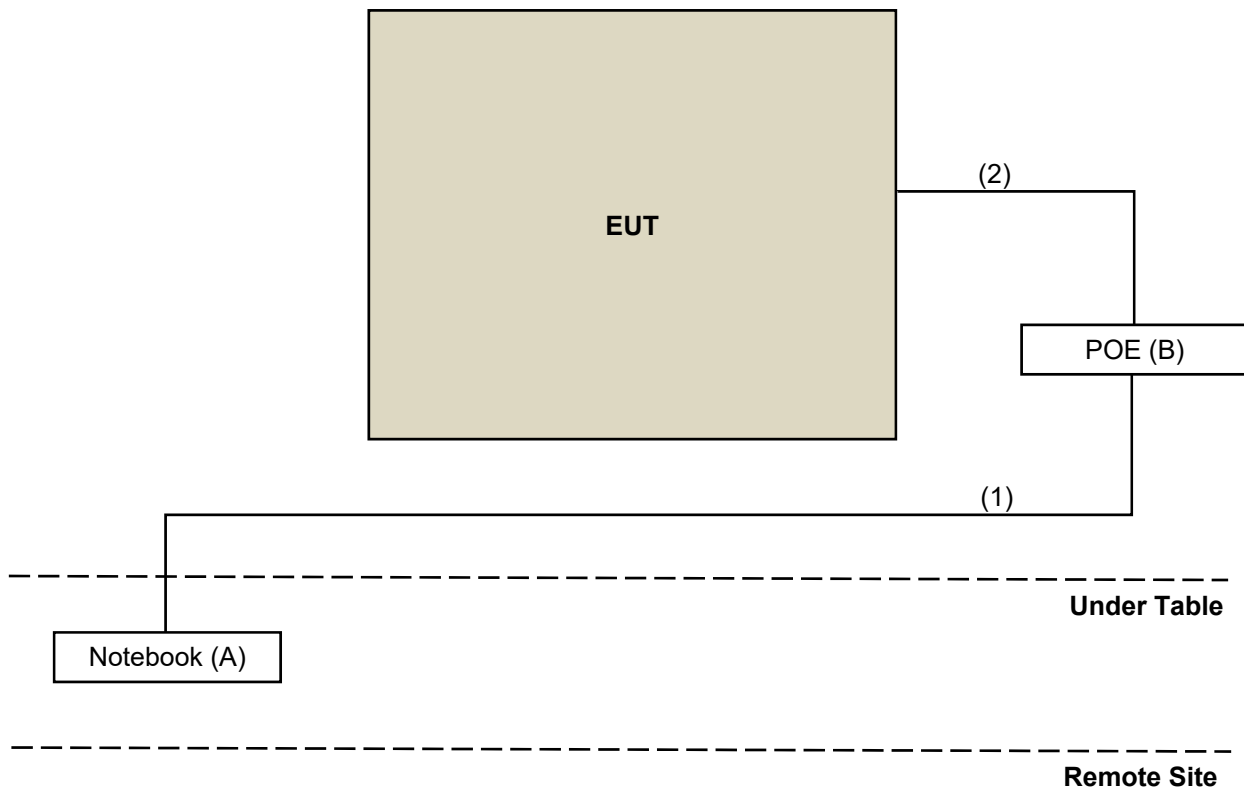 (2)
EUT
POE (B)
(1)
Under Table
Notebook (A)
Remote Site